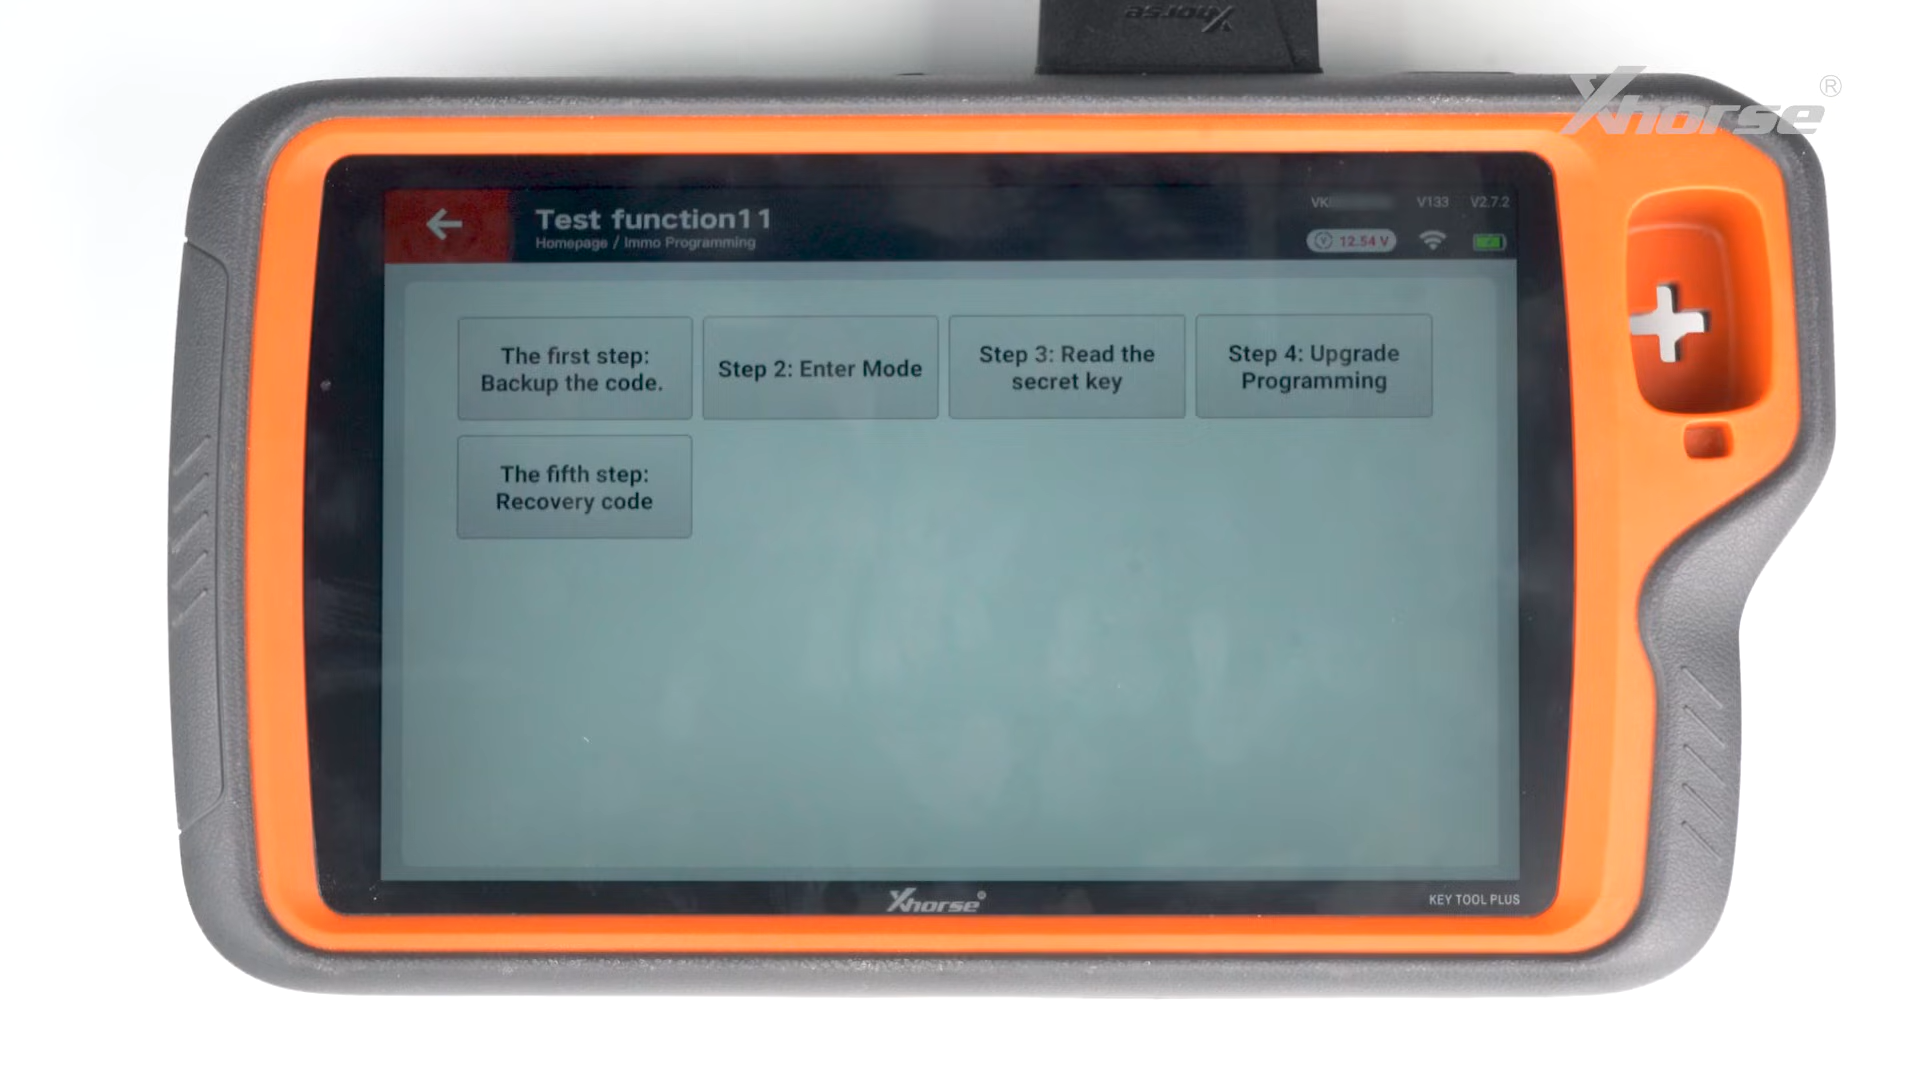 Xhorse
Xhorse®
Test function11
Homepage / Immo Programming
VK
V133
V2.7.2
12.54 V
The first step:
Backup the code.
Step 2: Enter Mode
Step 3: Read the
secret key
Step 4: Upgrade
Programming
The fifth step:
Recovery code
Xhorse®
KEY TOOL PLUS